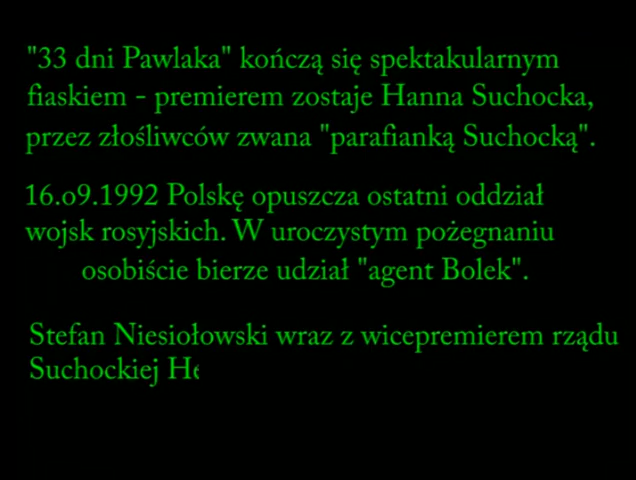 "33 dni Pawlaka" kończą się spektakularnym
fiaskiem - premierem zostaje Hanna Suchocka,
przez złośliwców zwana "parafianką Suchocką".
16.o9.1992 Polskę opuszcza ostatni oddział
wojsk rosyjskich. W uroczystym pożegnaniu
osobiście bierze udział "agent Bolek".
Stefan Niesiołowski wraz z wicepremierem rządu
Suchockiej